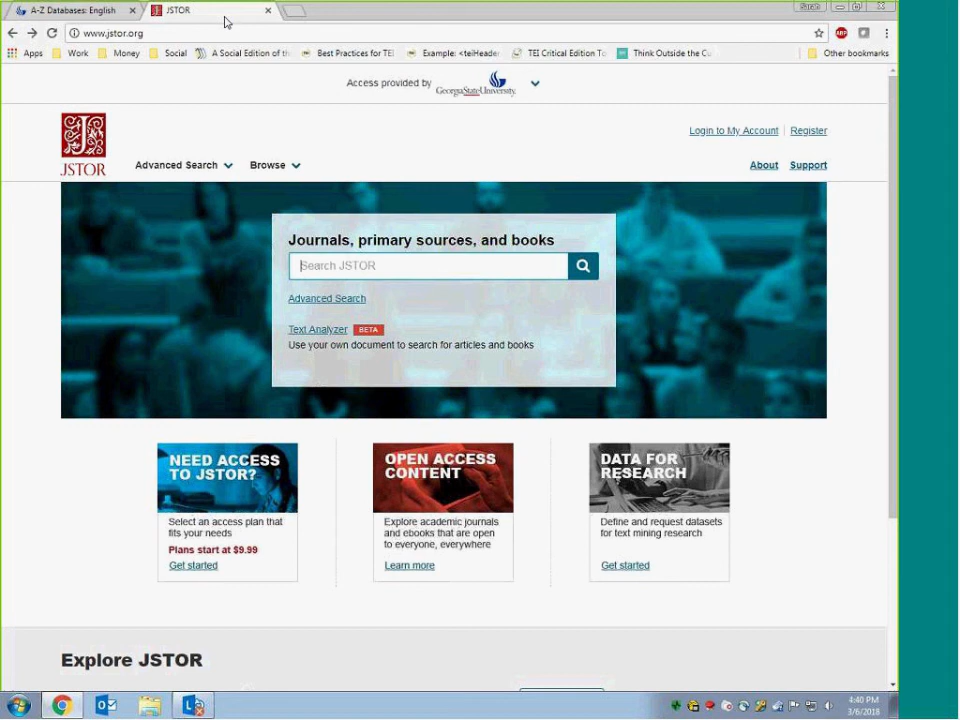 A-Z Databases: English
JSTOR
www.jstor.org
Apps Work Money Social A Social Edition of th Best Practices for TEI Example: <teiHeader TEI Critical Edition To Think Outside the Cu Other bookmarks
Access provided by GeorgiaStateUniversity
JSTOR
Login to My Account | Register
Advanced Search Browse
About Support
Journals, primary sources, and books
Search JSTOR
Advanced Search
Text Analyzer BETA
Use your own document to search for articles and books
NEED ACCESS
TO JSTOR?
Select an access plan that
fits your needs
Plans start at $9.99
Get started
OPEN ACCESS
CONTENT
Explore academic journals
and ebooks that are open
to everyone, everywhere
Learn more
DATA FOR
RESEARCH
Define and request datasets
for text mining research
Get started
Explore JSTOR
4:40 PM
3/6/2018